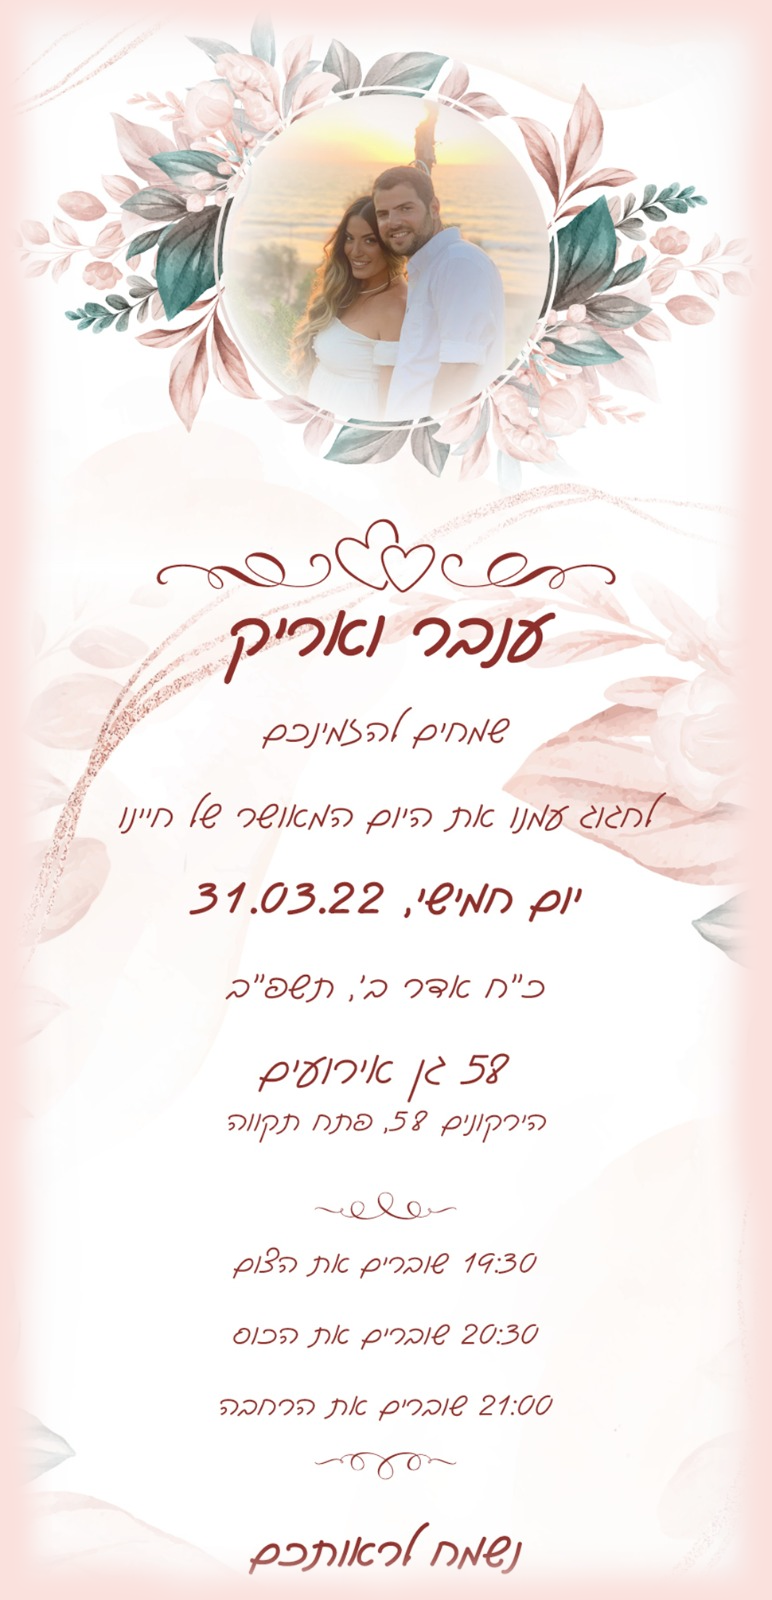 ענבר ואריק
שמחים להזמינכם
לחגוג עמנו את היום המאושר של חיינו
יום חמישי, 31.03.22
כ"ח אדר ב', תשפ"ב
58 גן אירועים
הירקונים 58, פתח תקווה
19:30 שוברים את הצום
20:30 שוברים את הכוס
21:00 שוברים את הרחבה
נשמח לראותכם